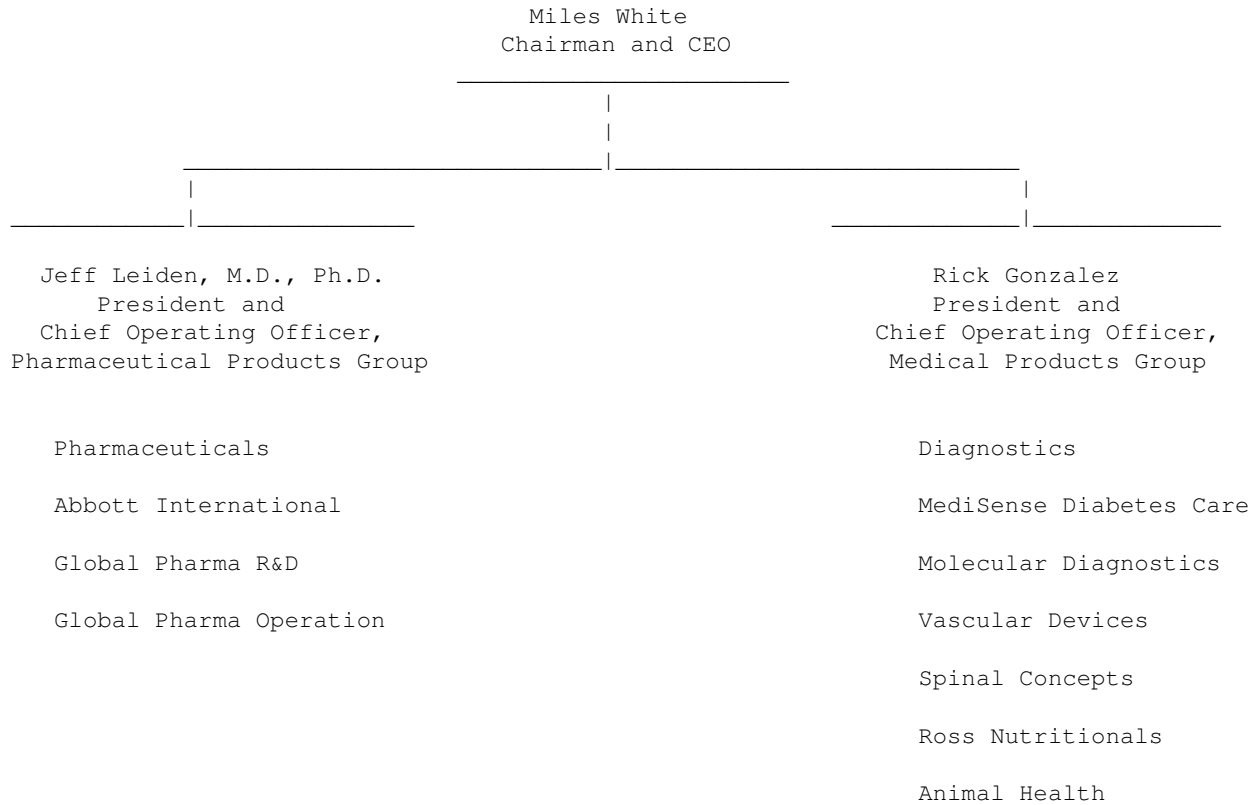 Miles White
Chairman and CEO
Jeff Leiden, M.D., Ph.D.
President and
Chief Operating Officer,
Pharmaceutical Products Group
Pharmaceuticals
Abbott International
Global Pharma R&D
Global Pharma Operation
Rick Gonzalez
President and
Chief Operating Officer,
Medical Products Group
Diagnostics
MediSense Diabetes Care
Molecular Diagnostics
Vascular Devices
Spinal Concepts
Ross Nutritionals
Animal Health